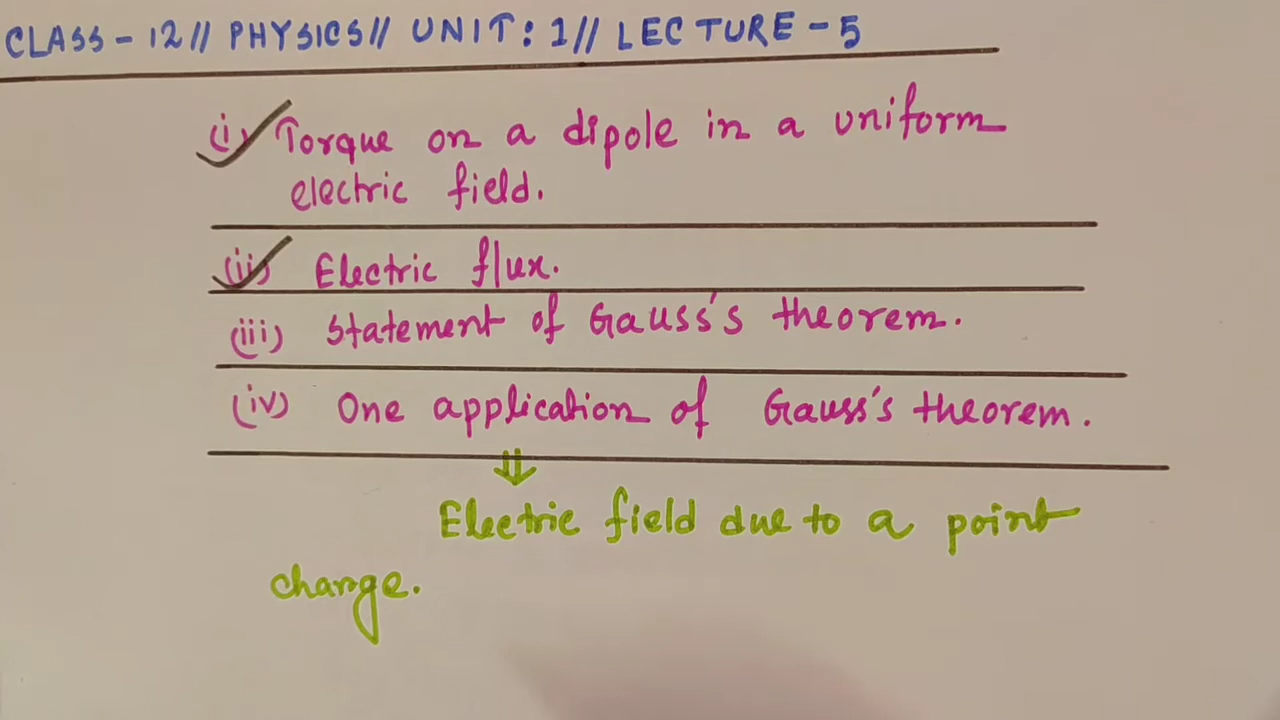 CLASS - 12 // PHYSICS // UNIT : 1 // LECTURE - 5
(i) Torque on a dipole in a uniform
electric field.
(ii) Electric flux.
(iii) Statement of Gauss's theorem.
(iv) One application of Gauss's theorem.
⇓
Electric field due to a point
charge.